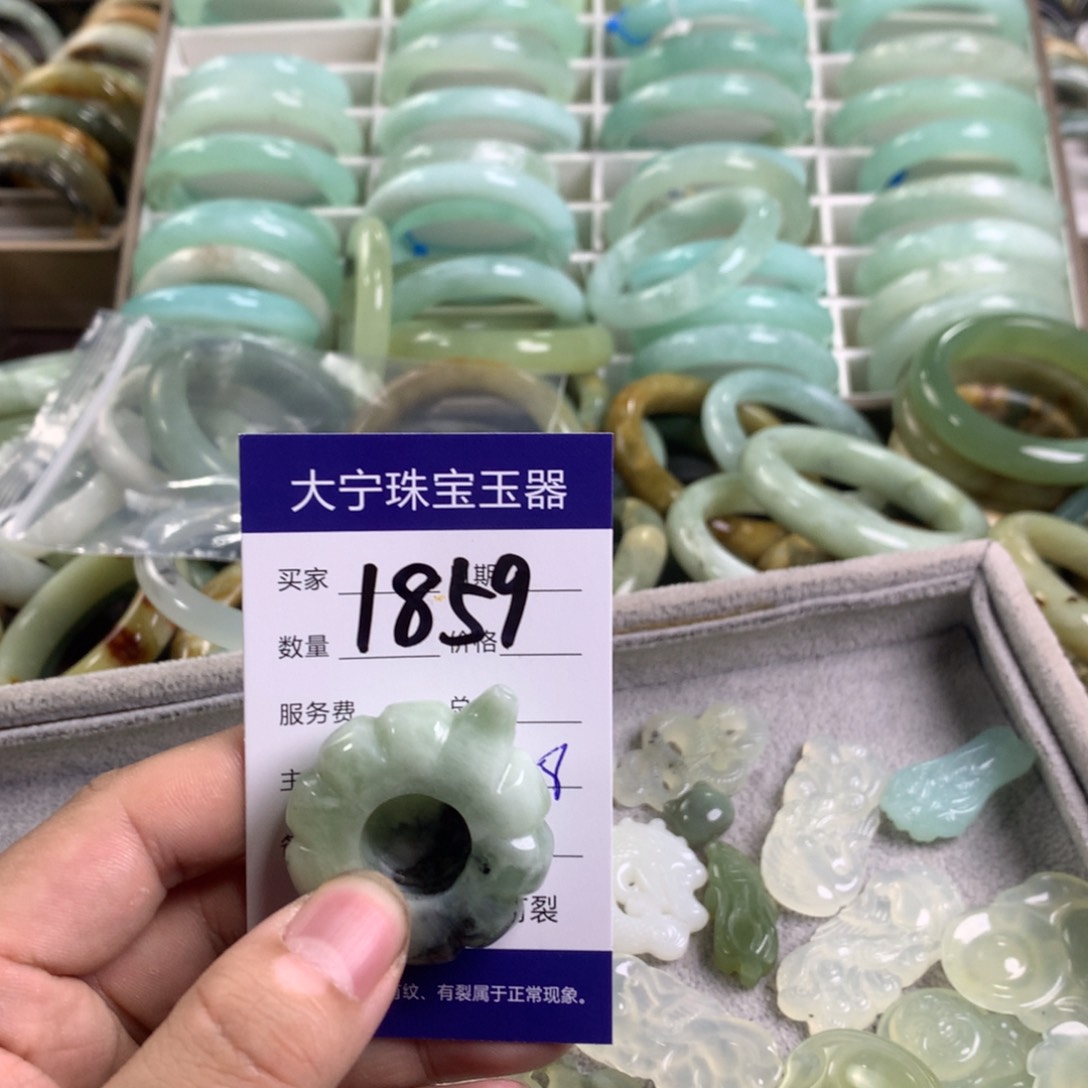 大宁珠宝玉器
买家 1859 期
数量 价格
服务费 总
主 8
裂
有纹、有裂属于正常现象。